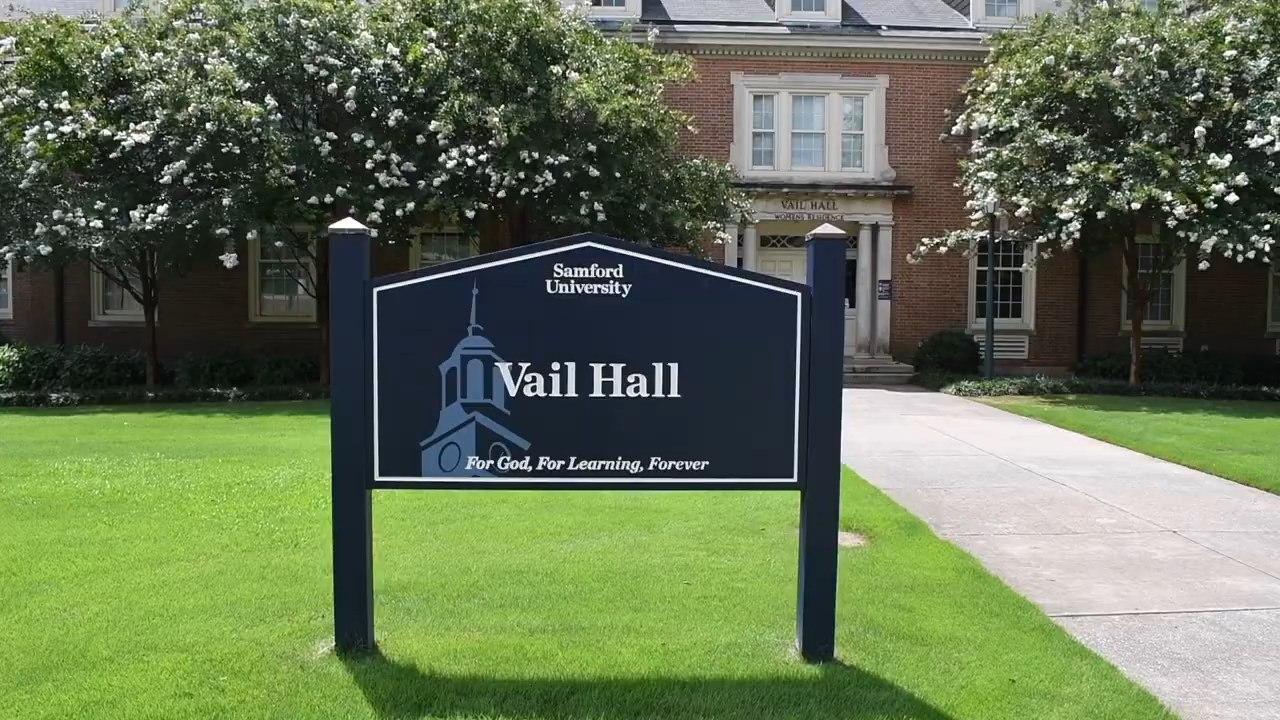 VAIL HALL
WOMENS RESIDENCE
Samford
University
Vail Hall
For God, For Learning, Forever